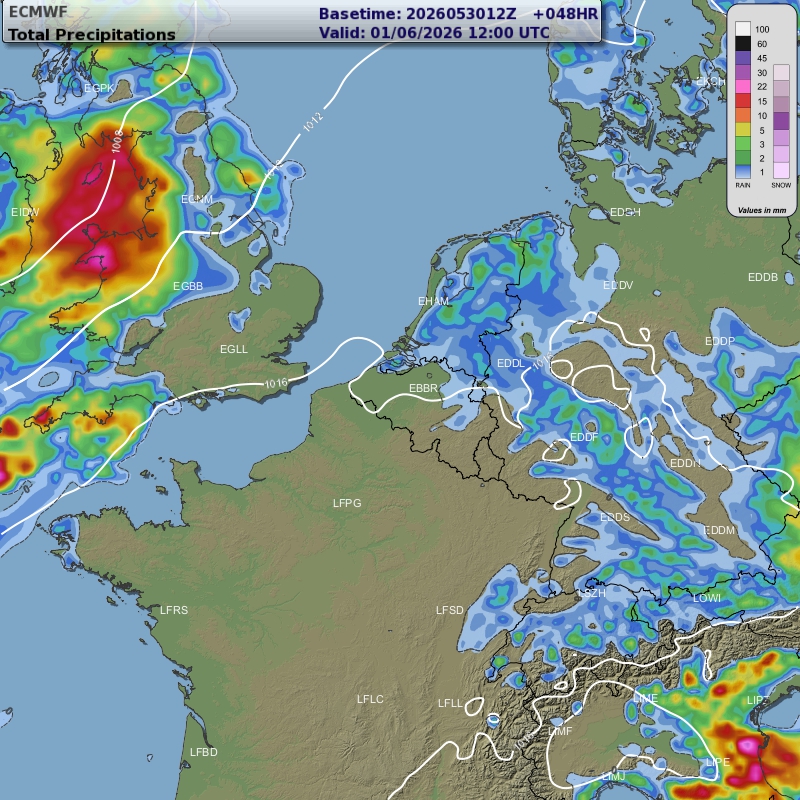 ECMWF
Basetime: 2026053012Z +048HR
Total Precipitations
Valid: 01/06/2026 12:00 UTC
100
60
45
30
22
15
10
5
3
2
1
RAIN SNOW
Values in mm
EGPK
EKCH
1008
1012
EIDW
EGNM
EDDH
EGBB
EDDV
EDDB
EHAM
EGLL
EDDP
EDDL
1016
EBBR
EDDF
EDDN
LFPG
EDDS
EDDM
LSZH
LOWI
LFRS
LFSD
LFLC
LFLL
LIME
LIPZ
LIMF
LFBD
LIPE
LIMJ